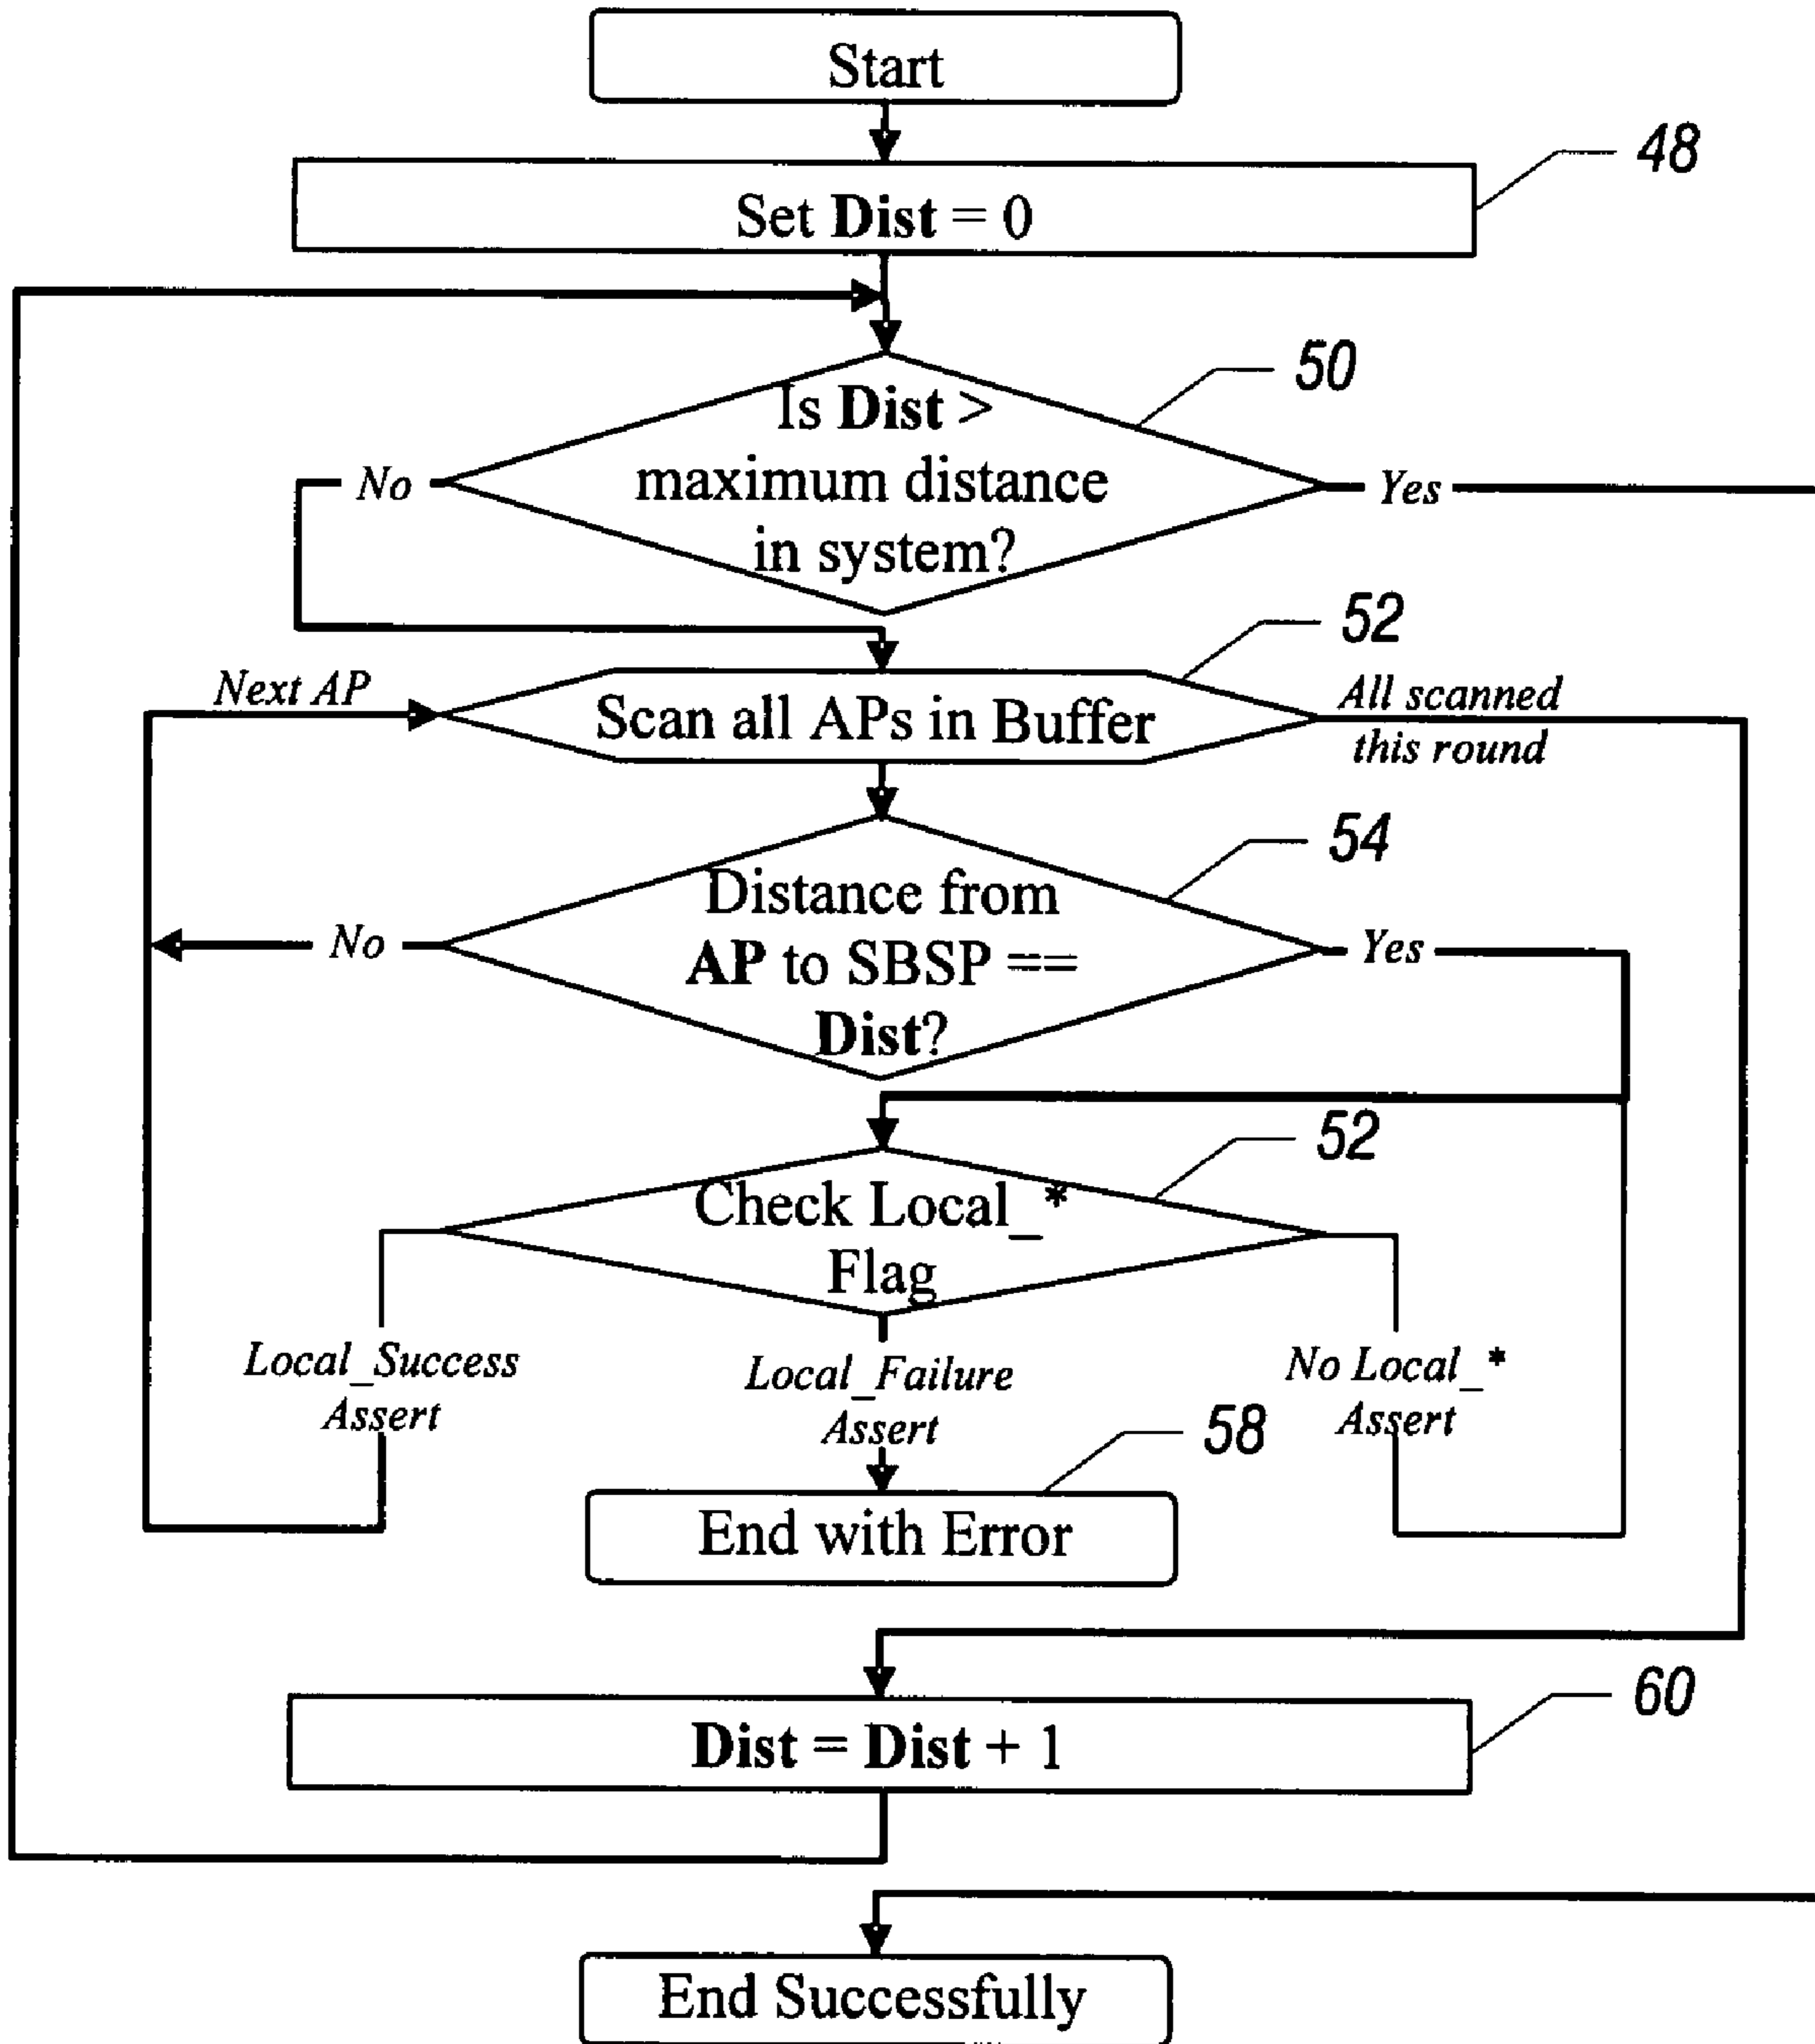 Start
48
Set Dist = 0
50
Is Dist >
maximum distance
in system?
No
Yes
52
Next AP
Scan all APs in Buffer
All scanned
this round
54
Distance from
AP to SBSP ==
Dist?
No
Yes
52
Check Local_*
Flag
Local_Success
Assert
Local_Failure
Assert
No Local_*
Assert
58
End with Error
60
Dist = Dist + 1
End Successfully